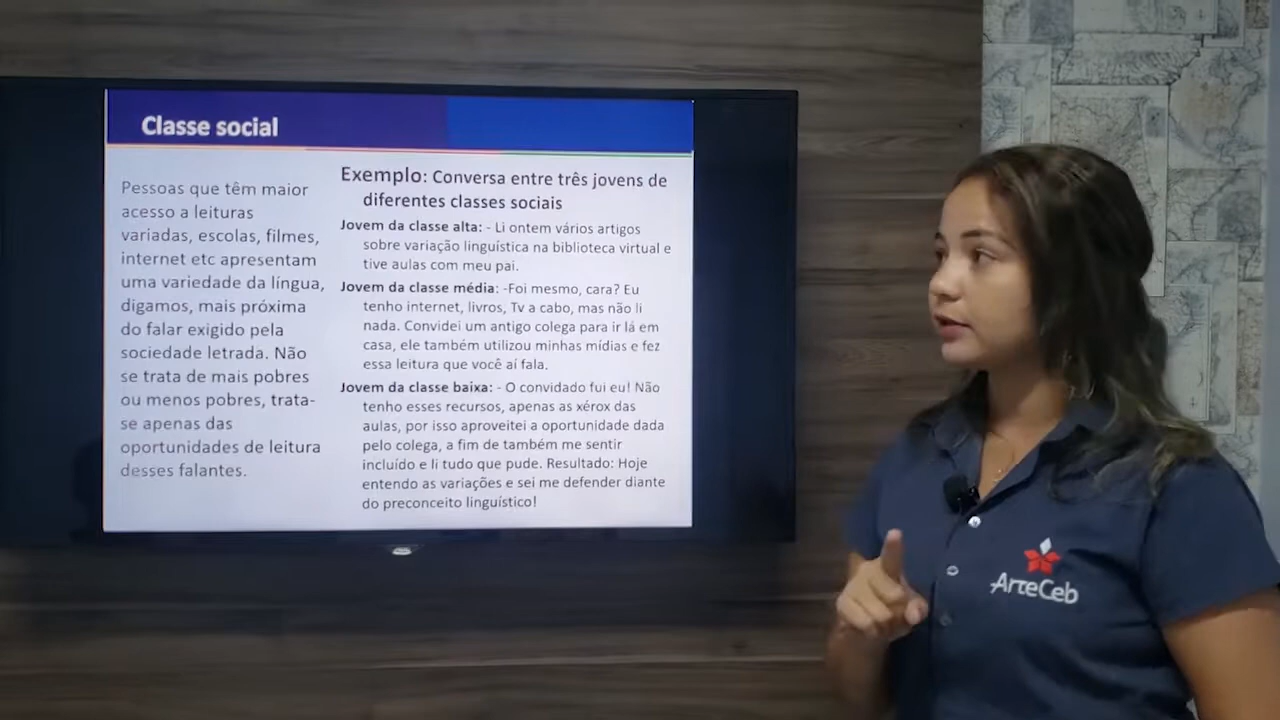 Classe social
Pessoas que têm maior
acesso a leituras
variadas, escolas, filmes,
internet etc apresentam
uma variedade da língua,
digamos, mais próxima
do falar exigido pela
sociedade letrada. Não
se trata de mais pobres
ou menos pobres, trata-
se apenas das
oportunidades de leitura
desses falantes.
Exemplo: Conversa entre três jovens de
diferentes classes sociais
Jovem da classe alta: - Li ontem vários artigos
sobre variação linguística na biblioteca virtual e
tive aulas com meu pai.
Jovem da classe média: -Foi mesmo, cara? Eu
tenho internet, livros, Tv a cabo, mas não li
nada. Convidei um antigo colega para ir lá em
casa, ele também utilizou minhas mídias e fez
essa leitura que você aí fala.
Jovem da classe baixa: - O convidado fui eu! Não
tenho esses recursos, apenas as xérox das
aulas, por isso aproveitei a oportunidade dada
pelo colega, a fim de também me sentir
incluído e li tudo que pude. Resultado: Hoje
entendo as variações e sei me defender diante
do preconceito linguístico!
ArteCeb